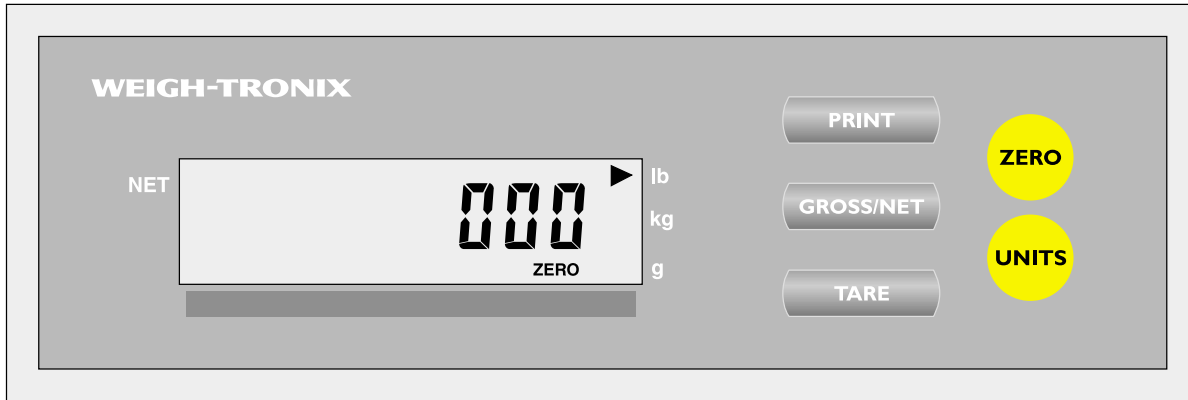 WEIGH-TRONIX
NET
000
ZERO
lb
kg
g
PRINT
GROSS/NET
TARE
ZERO
UNITS